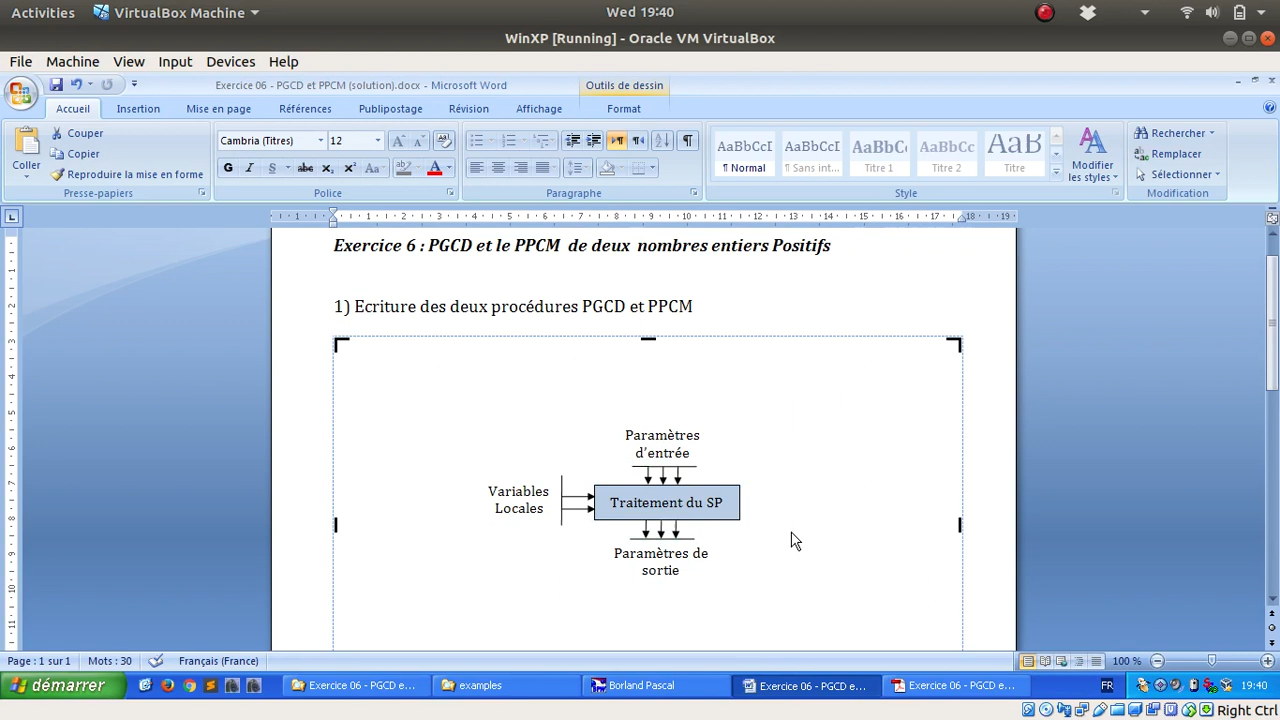 Activities
VirtualBox Machine
Wed 19:40
WinXP [Running] - Oracle VM VirtualBox
File Machine View Input Devices Help
Exercice 06 - PGCD et PPCM (solution).docx - Microsoft Word
Outils de dessin
Accueil Insertion Mise en page Références Publipostage Révision Affichage Format
Coller
Couper
Copier
Reproduire la mise en forme
Presse-papiers
Cambria (Titres) 12
G I S abc x₂ x² Aa
Police
Paragraphe
AaBbCcI AaBbCcI AaBbCc AaBbCcI AaB
¶ Normal ¶ Sans int... Titre 1 Titre 2 Titre
Style
Modifier
les styles
Rechercher
Remplacer
Sélectionner
Modification
Exercice 6 : PGCD et le PPCM de deux nombres entiers Positifs
1) Ecriture des deux procédures PGCD et PPCM
Paramètres
d'entrée
Variables
Locales
Traitement du SP
Paramètres de
sortie
Page : 1 sur 1 Mots : 30 Français (France) 100 %
démarrer
Exercice 06 - PGCD e...
examples
Borland Pascal
Exercice 06 - PGCD e...
Exercice 06 - PGCD e...
FR
19:40
Right Ctrl